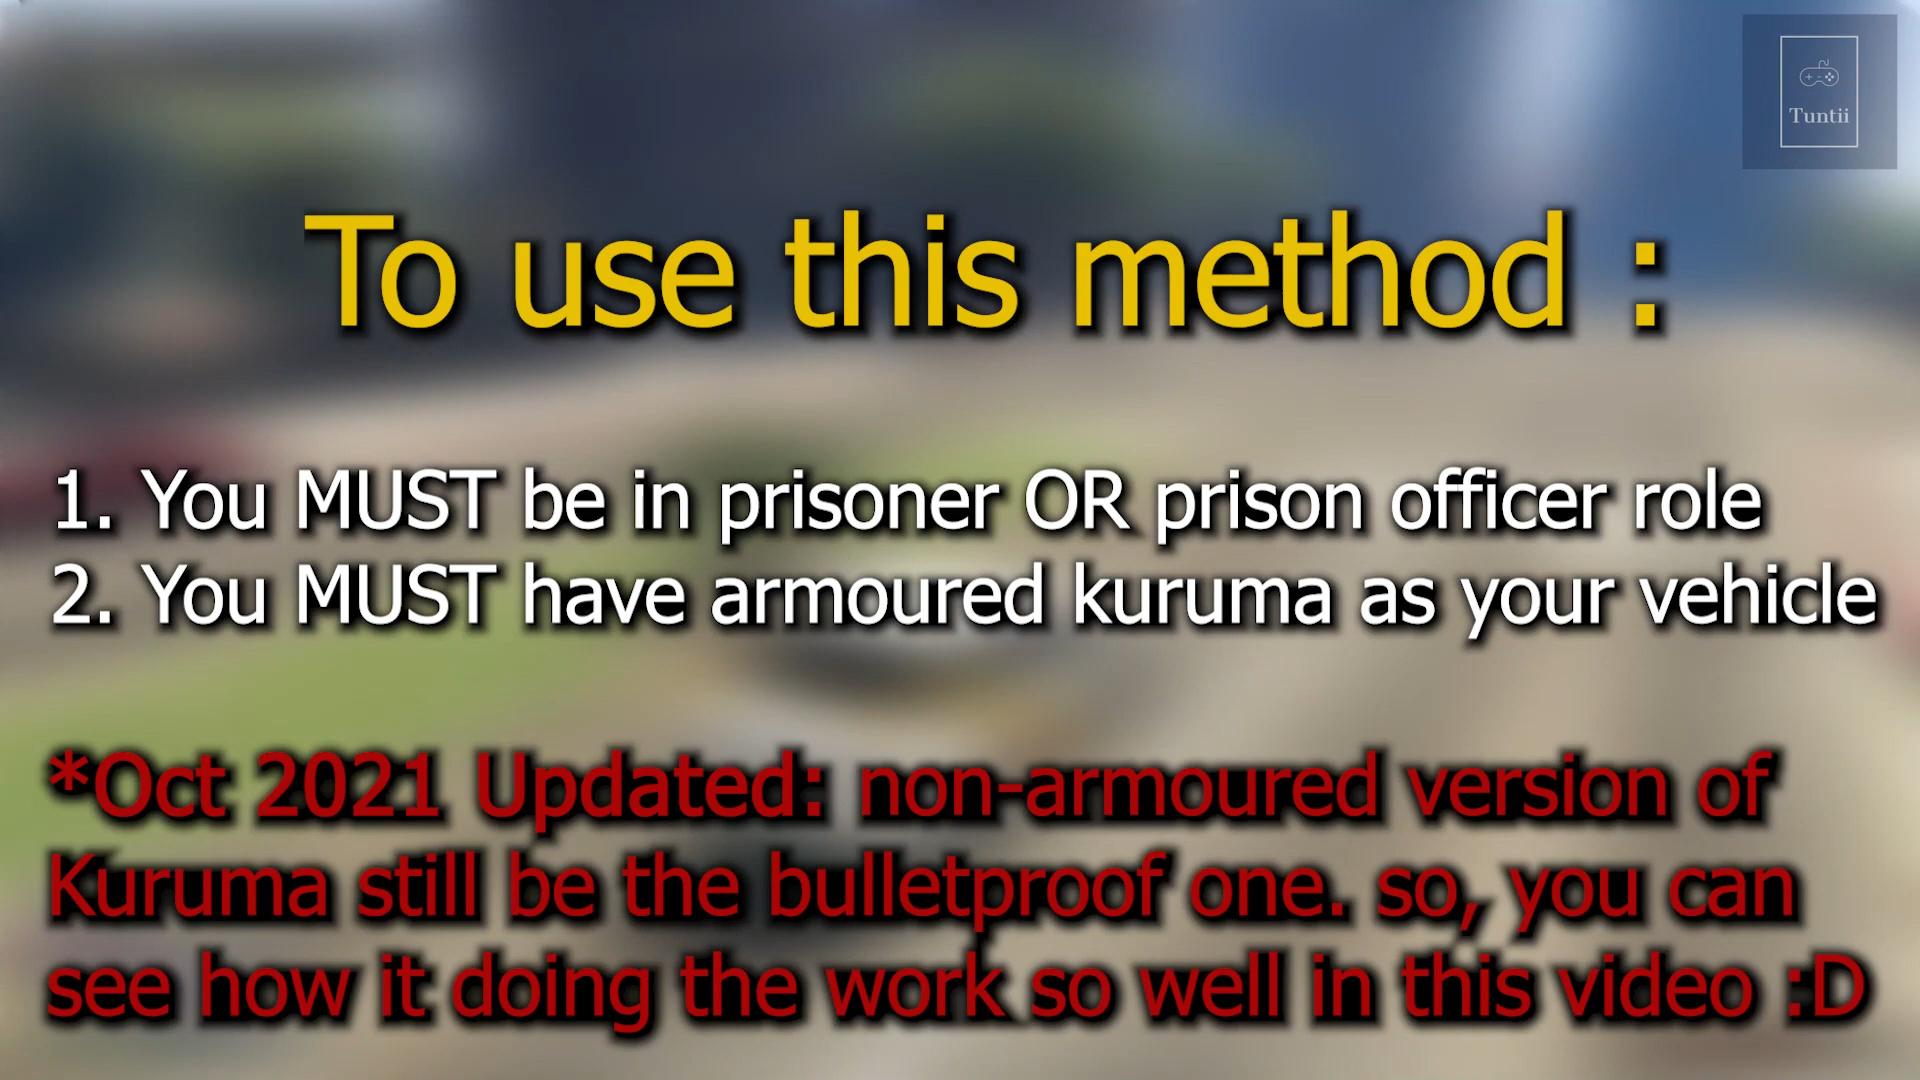 Tuntii
To use this method :
1. You MUST be in prisoner OR prison officer role
2. You MUST have armoured kuruma as your vehicle
*Oct 2021 Updated: non-armoured version of
Kuruma still be the bulletproof one. so, you can
see how it doing the work so well in this video :D